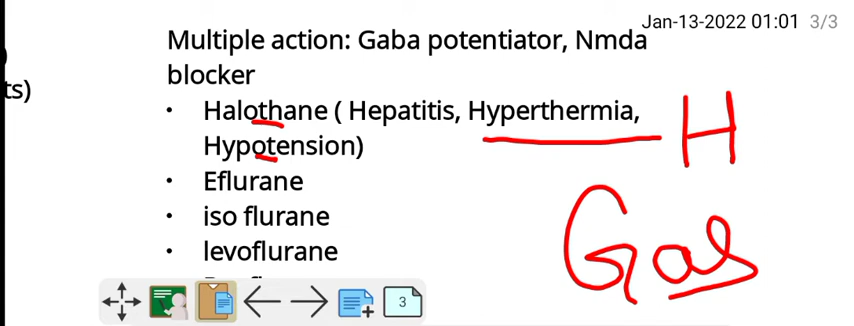 Jan-13-2022 01:01 3/3
Multiple action: Gaba potentiator, Nmda
blocker
ts)
• Halothane ( Hepatitis, Hyperthermia,
Hypotension)
H
• Eflurane
• iso flurane
Gas
• levoflurane
3